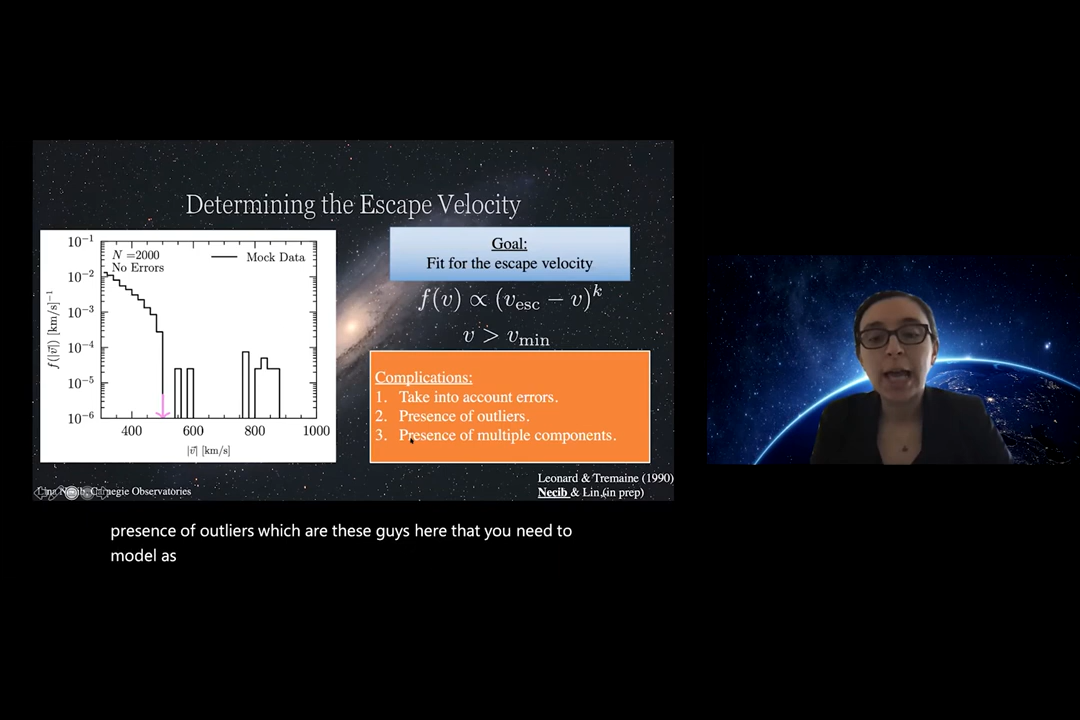 Determining the Escape Velocity
10⁻¹
10⁻²
10⁻³
10⁻⁴
10⁻⁵
10⁻⁶
f(|v⃗|) [km/s]⁻¹
N =2000
No Errors
Mock Data
400 600 800 1000
|v⃗| [km/s]
Goal:
Fit for the escape velocity
f(v) ∝ (v_esc − v)^k
v > v_min
Complications:
1. Take into account errors.
2. Presence of outliers.
3. Presence of multiple components.
Lina Necib, Carnegie Observatories
Leonard & Tremaine (1990)
Necib & Lin (in prep)
presence of outliers which are these guys here that you need to
model as